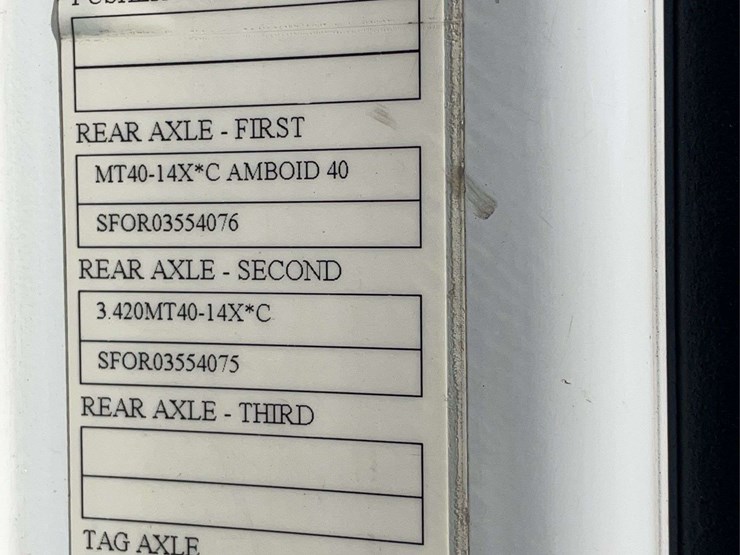 REAR AXLE - FIRST
MT40-14X*C AMBOID 40
SFOR03554076
REAR AXLE - SECOND
3.420MT40-14X*C
SFOR03554075
REAR AXLE - THIRD
TAG AXLE